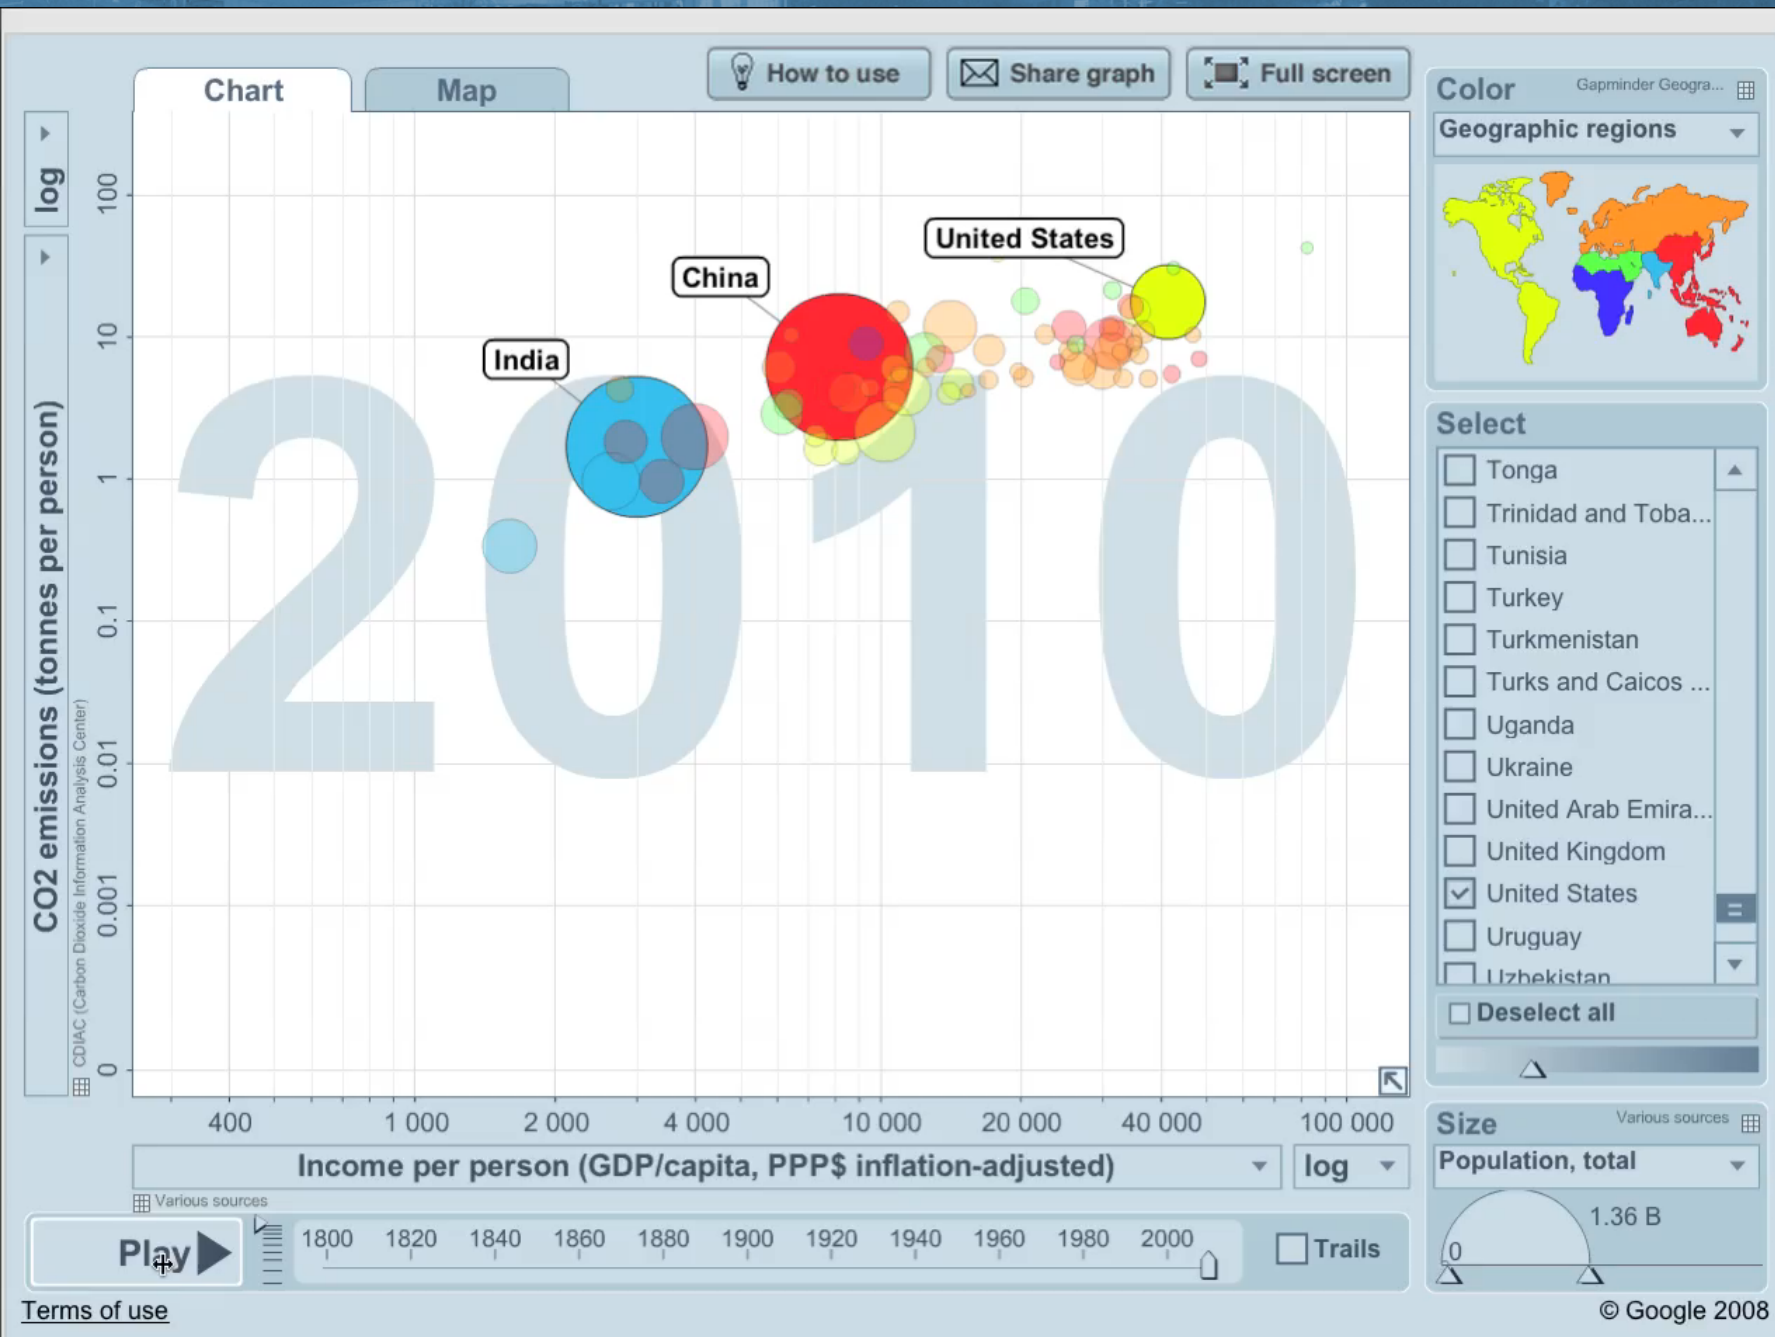 How to use
Share graph
Full screen
Chart
Map
Color
Gapminder Geogra...
Geographic regions
log
CO2 emissions (tonnes per person)
CDIAC (Carbon Dioxide Information Analysis Center)
100
10
1
0.1
0.01
0.001
0
2010
United States
China
India
Select
Tonga
Trinidad and Toba...
Tunisia
Turkey
Turkmenistan
Turks and Caicos ...
Uganda
Ukraine
United Arab Emira...
United Kingdom
United States
Uruguay
Uzbekistan
Deselect all
400
1 000
2 000
4 000
10 000
20 000
40 000
100 000
Income per person (GDP/capita, PPP$ inflation-adjusted)
log
Various sources
Size
Various sources
Population, total
1.36 B
0
Play
1800
1820
1840
1860
1880
1900
1920
1940
1960
1980
2000
Trails
Terms of use
© Google 2008